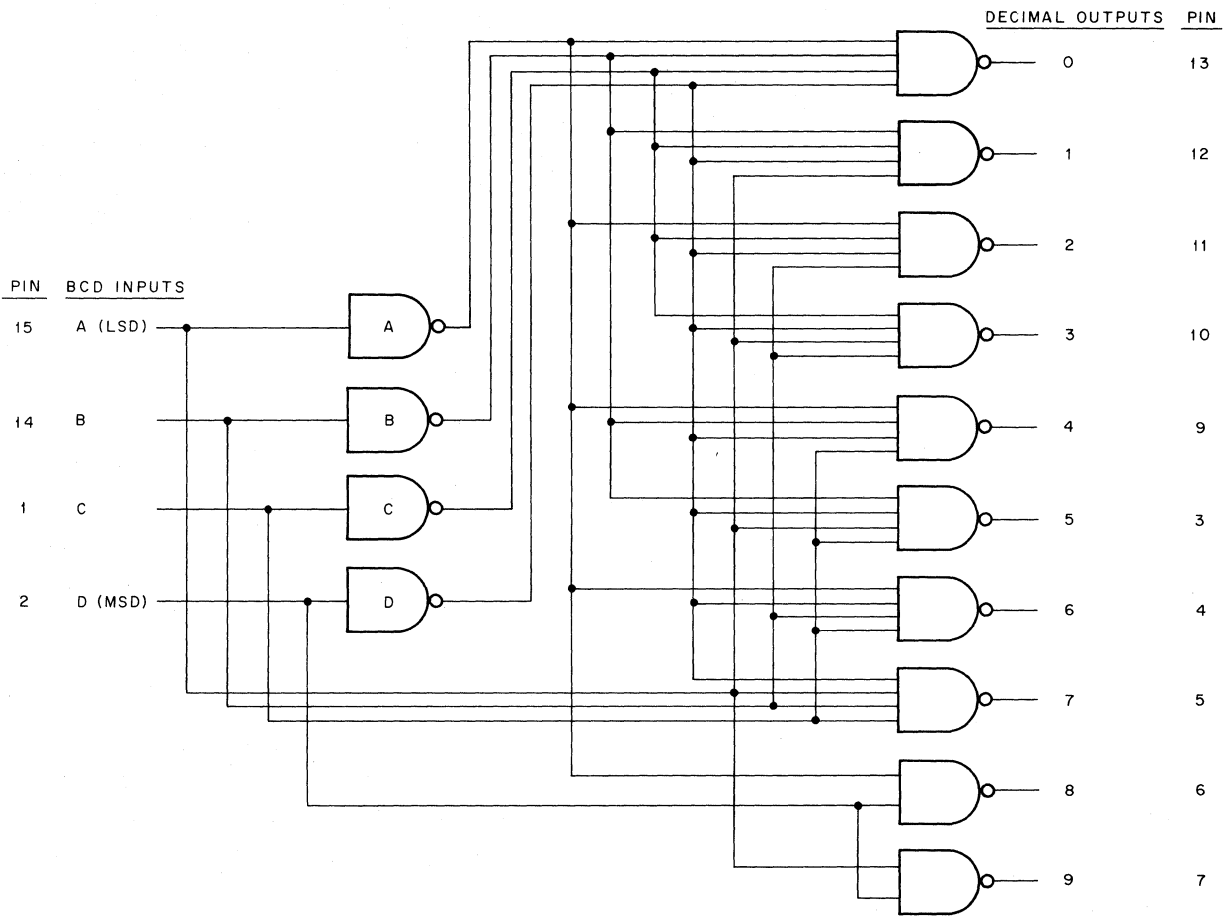 DECIMAL OUTPUTS PIN
0 13
1 12
2 11
PIN BCD INPUTS
15 A (LSD) A 3 10
14 B B 4 9
1 C C 5 3
2 D (MSD) D 6 4
7 5
8 6
9 7